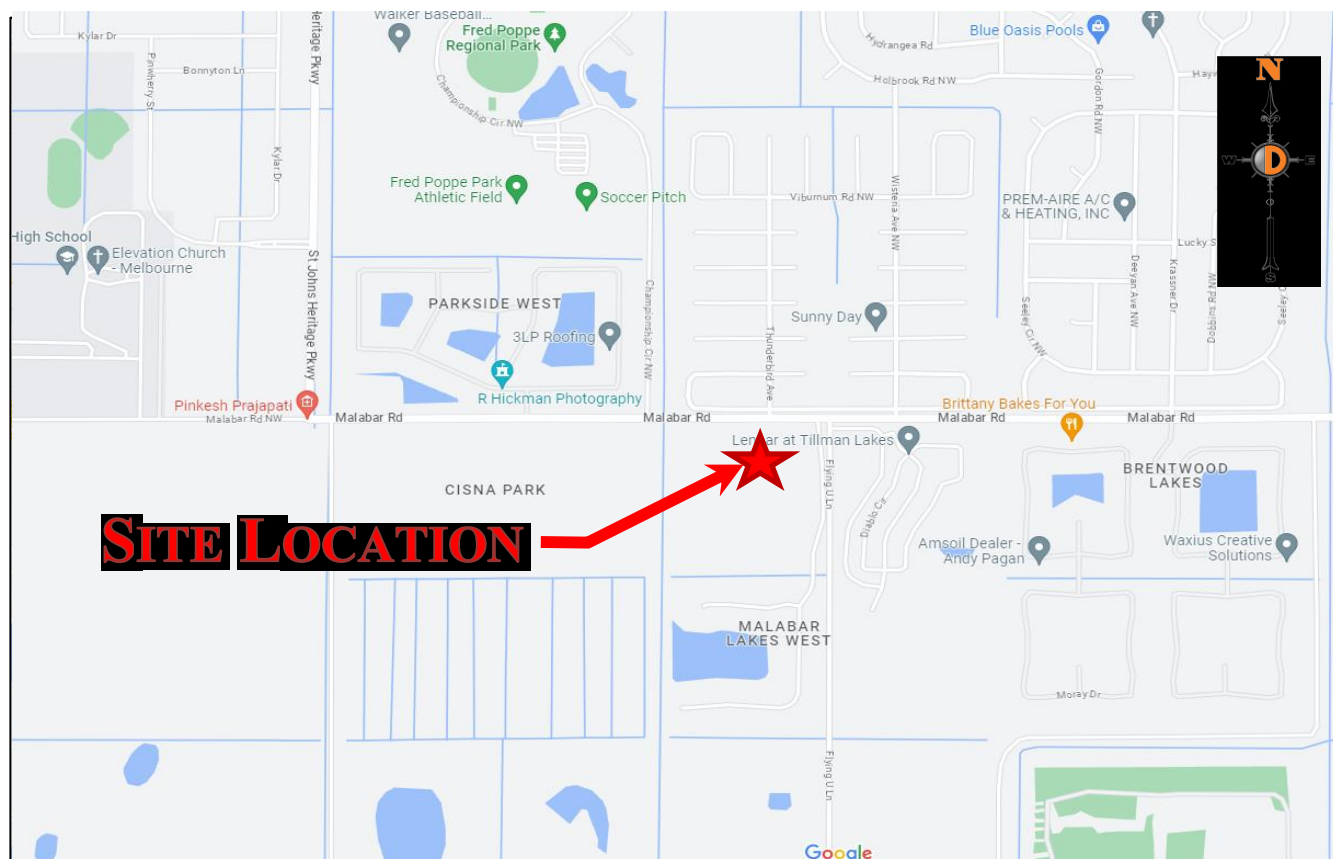 Walker Baseball...
Fred Poppe
Regional Park
Blue Oasis Pools
Kylar Dr
Bonnyton Ln
Pinwherry St
Kylar Dr
Heritage Pkwy
St Johns Heritage Pkwy
Championship Cir NW
Hydrangea Rd
Holbrook Rd NW
Gordon Rd NW
N
W
E
D
S
Fred Poppe Park
Athletic Field
Soccer Pitch
Viburnum Rd NW
Wisteria Ave NW
PREM-AIRE A/C
& HEATING, INC
Lucky S
High School
Elevation Church
- Melbourne
Deeyan Ave NW
Krassner Dr
Dobbins Rd NW
Seeley C
PARKSIDE WEST
3LP Roofing
Championship Cir NW
Sunny Day
Thunderbird Ave
Seeley Cir NW
R Hickman Photography
Pinkesh Prajapati
Malabar Rd NW
Malabar Rd
Malabar Rd
Malabar Rd
Malabar Rd
Brittany Bakes For You
Lennar at Tillman Lakes
CISNA PARK
SITE LOCATION
Flying U Ln
Diablo Ci
BRENTWOOD
LAKES
Amsoil Dealer -
Andy Pagan
Waxius Creative
Solutions
MALABAR
LAKES WEST
Moray Dr
Flying U Ln
Google